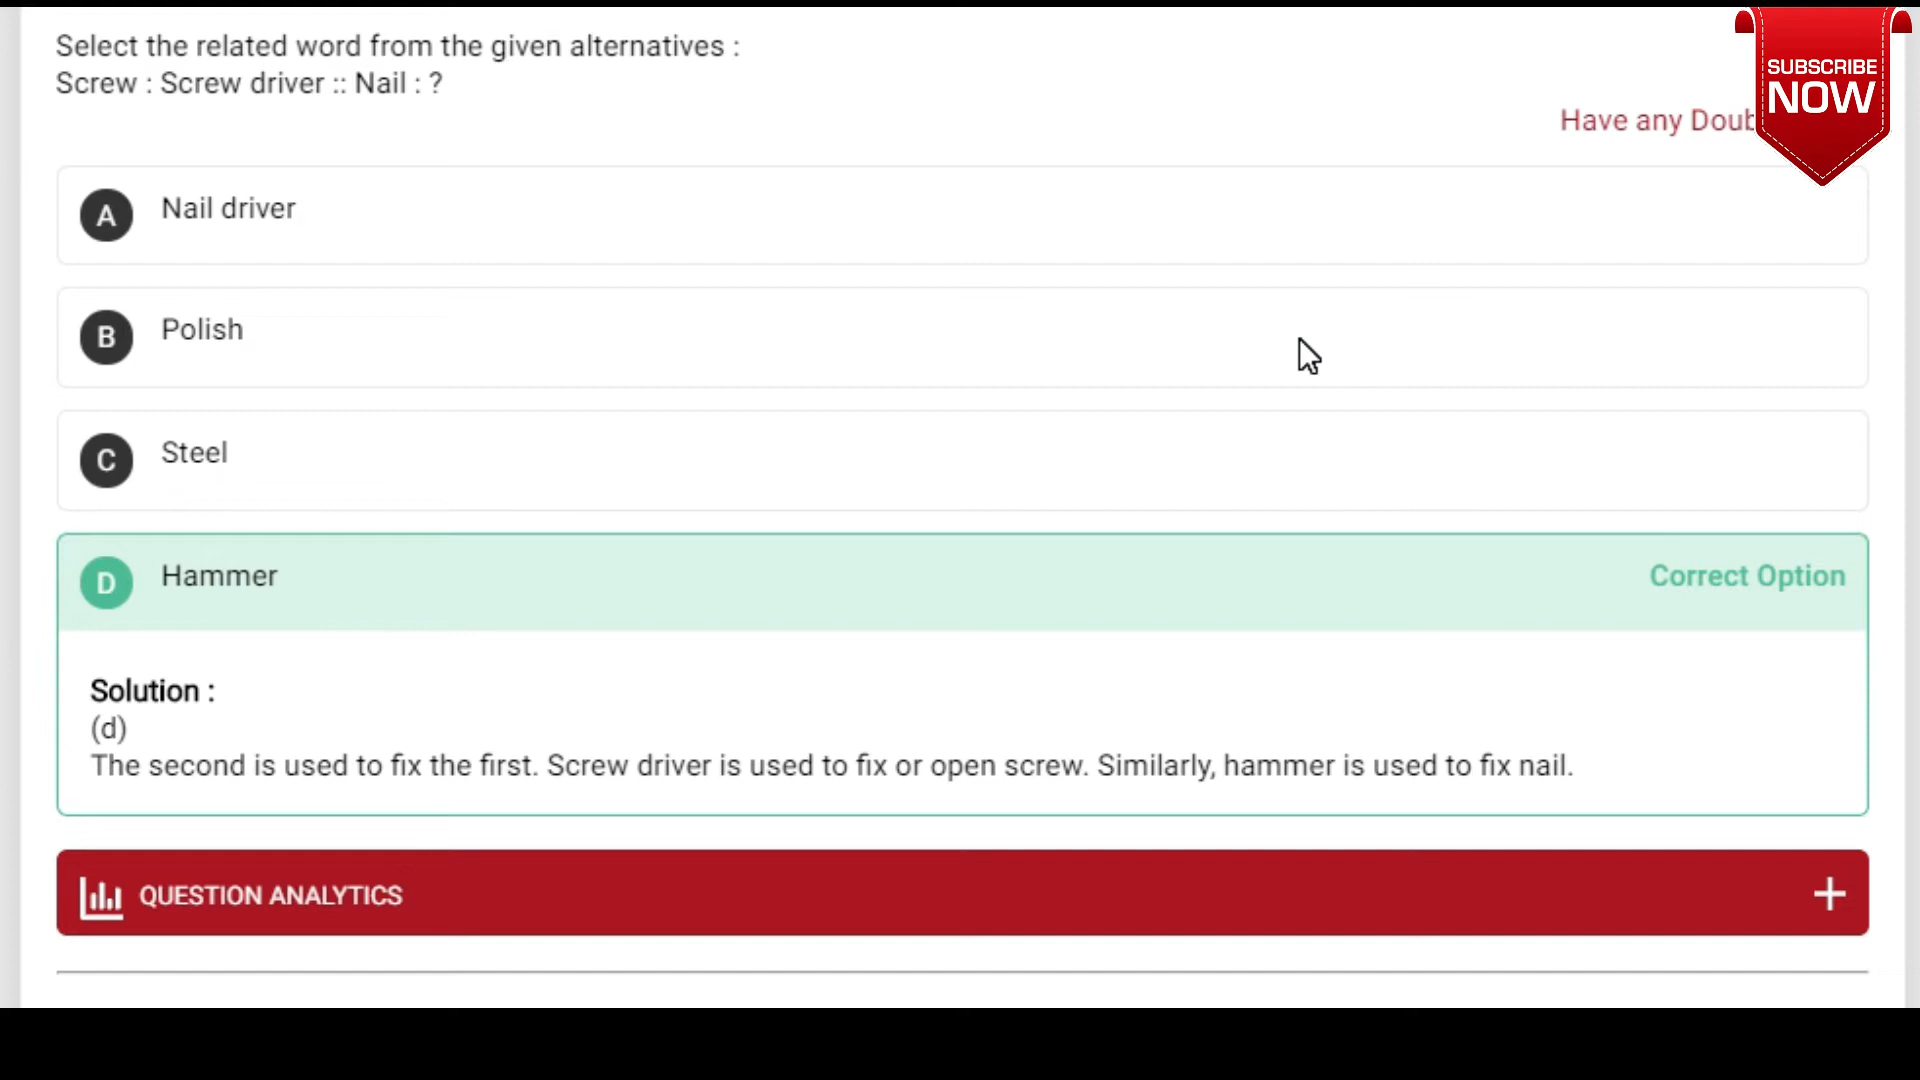 Select the related word from the given alternatives :
Screw : Screw driver :: Nail : ?
SUBSCRIBE
NOW
Have any
A Nail driver
B Polish
C Steel
D Hammer Correct Option
Solution :
(d)
The second is used to fix the first. Screw driver is used to fix or open screw. Similarly, hammer is used to fix nail.
QUESTION ANALYTICS +